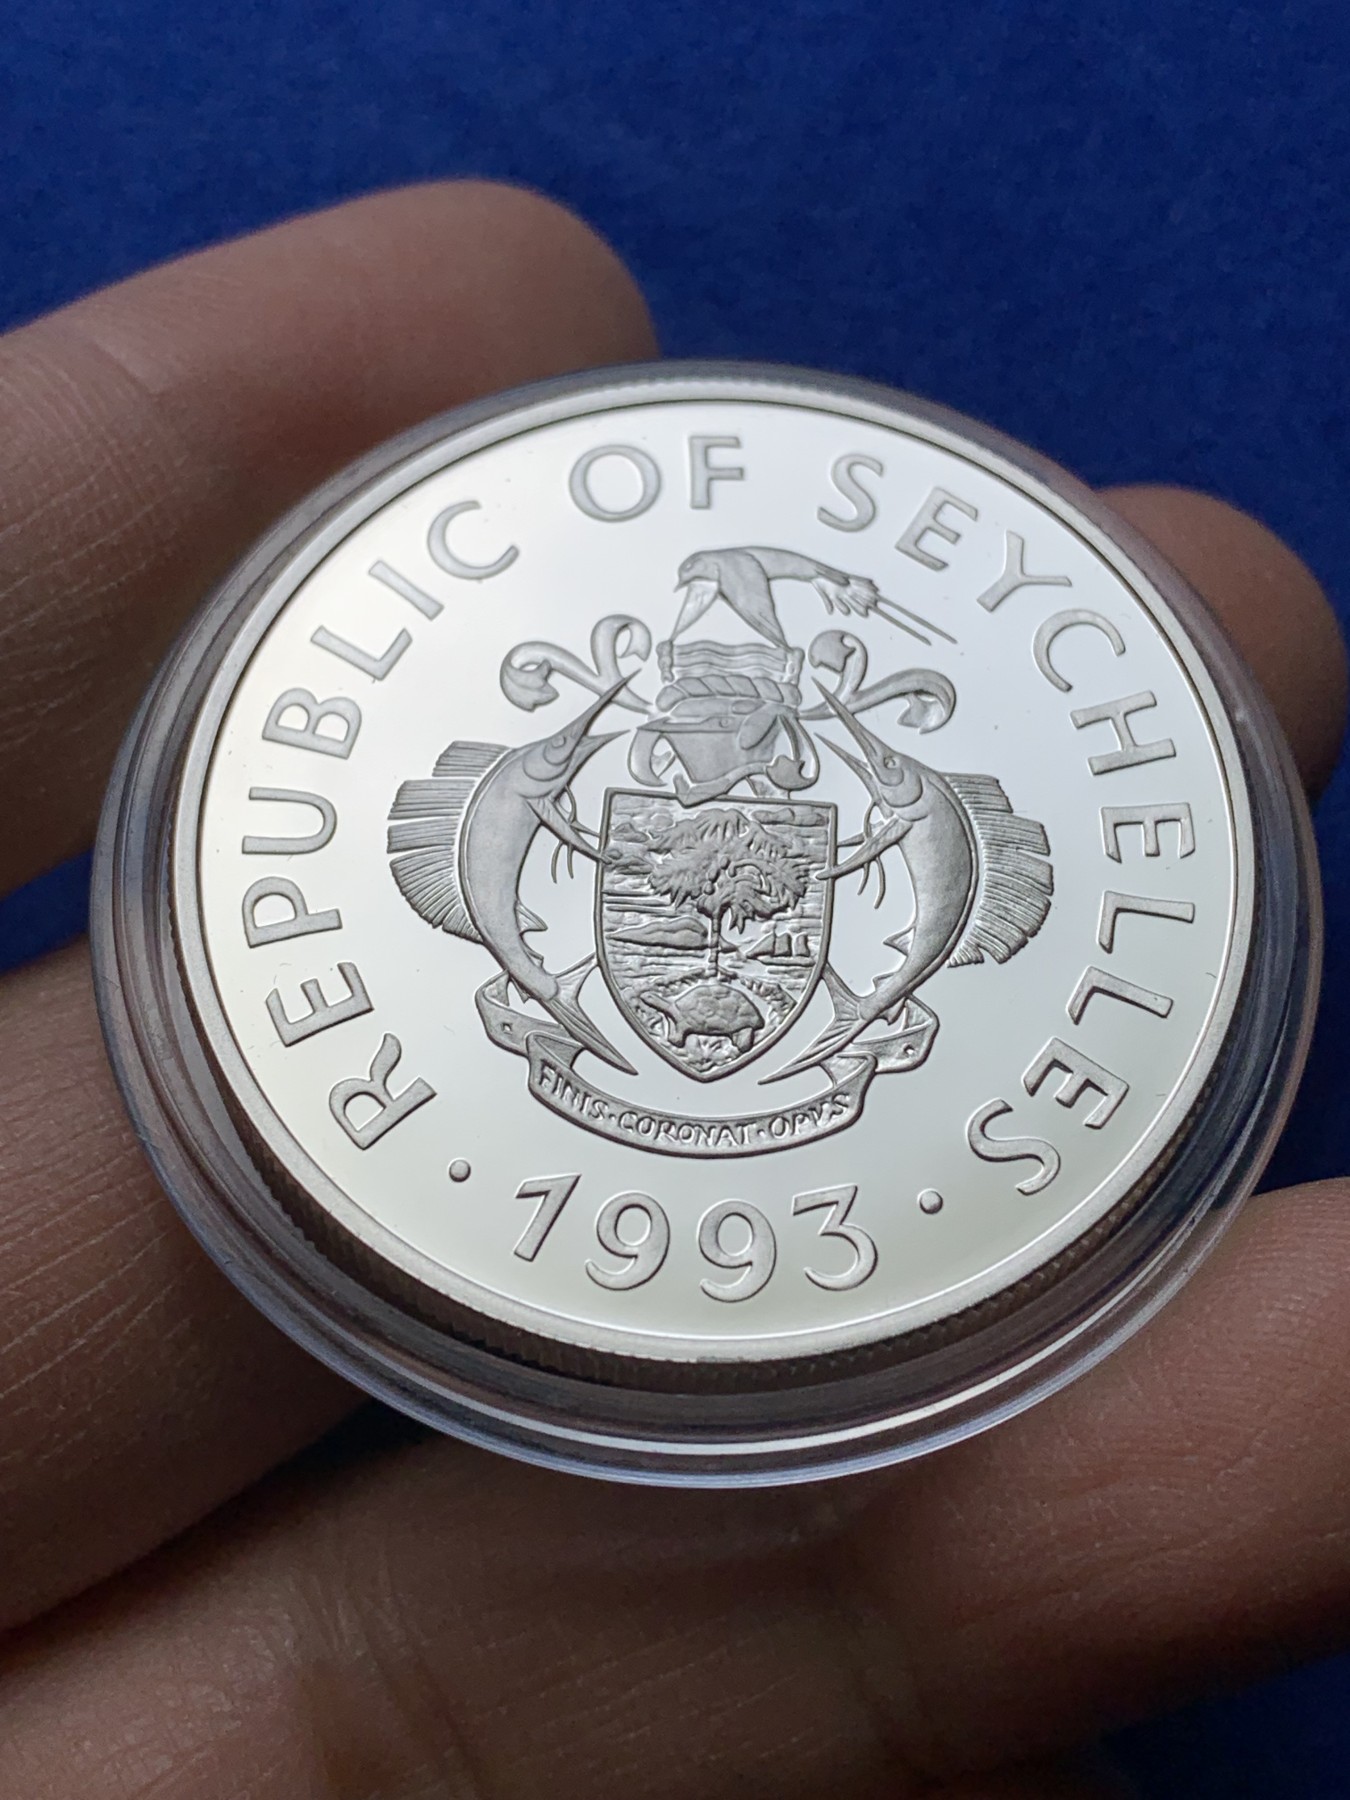 REPUBLIC OF SEYCHELLES
FINIS · CORONAT · OPVS
· 1993 ·